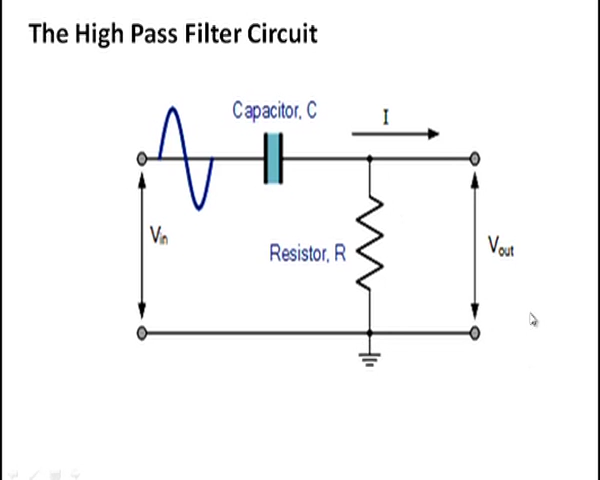 The High Pass Filter Circuit
Capacitor, C
I
Vin
Resistor, R
Vout